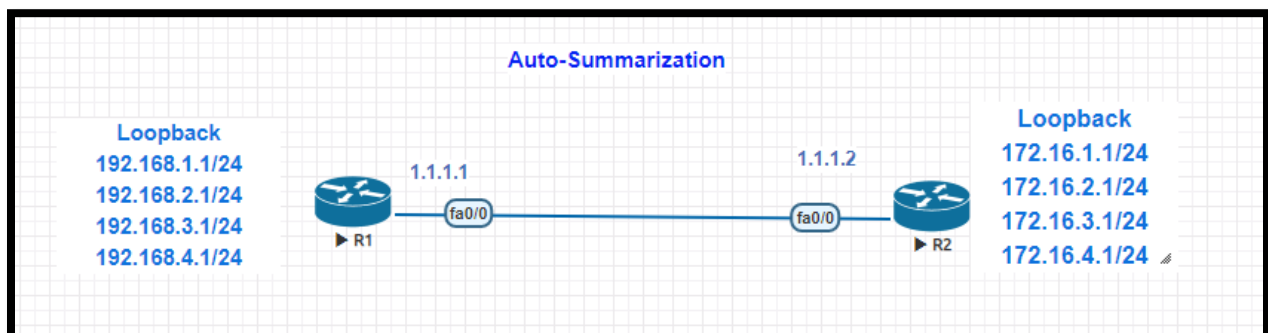 Auto-Summarization
Loopback
192.168.1.1/24
192.168.2.1/24
192.168.3.1/24
192.168.4.1/24
1.1.1.1
fa0/0
R1
1.1.1.2
fa0/0
R2
Loopback
172.16.1.1/24
172.16.2.1/24
172.16.3.1/24
172.16.4.1/24